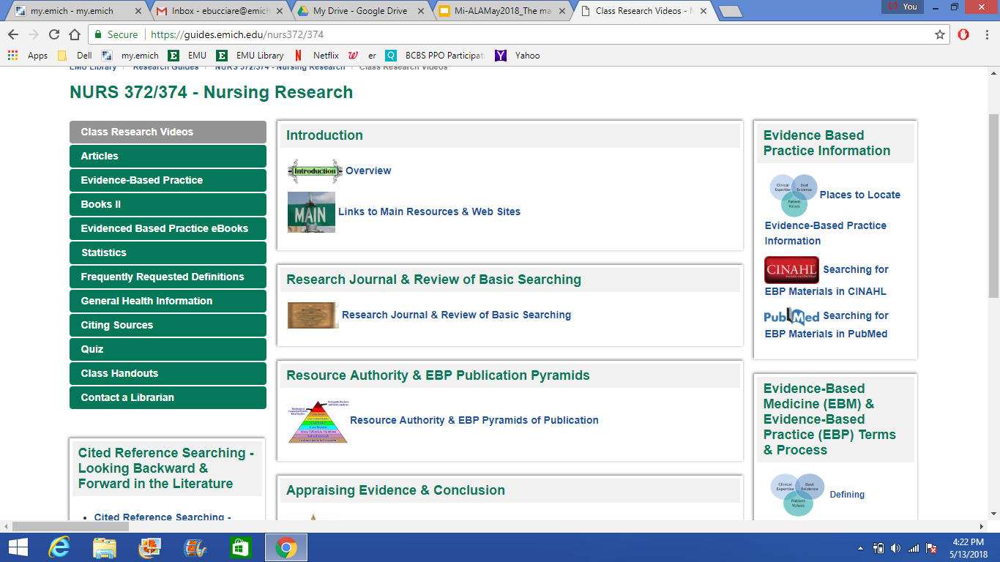 my.emich - my.emich
Inbox - ebucciare@emich
My Drive - Google Drive
Mi-ALAMay2018_The ma
Class Research Videos - N
You
Secure
https://guides.emich.edu/nurs372/374
Apps
Dell
my.emich
EMU
EMU Library
Netflix
er
BCBS PPO Participat
Yahoo
EMU Library / Research Guides / NURS 372/374 - Nursing Research / Class Research Videos
NURS 372/374 - Nursing Research
Class Research Videos
Articles
Evidence-Based Practice
Books II
Evidenced Based Practice eBooks
Statistics
Frequently Requested Definitions
General Health Information
Citing Sources
Quiz
Class Handouts
Contact a Librarian
Cited Reference Searching -
Looking Backward &
Forward in the Literature
Cited Reference Searching -
Introduction
Introduction
Overview
MAIN
Links to Main Resources & Web Sites
Research Journal & Review of Basic Searching
Research Journal & Review of Basic Searching
Resource Authority & EBP Publication Pyramids
Resource Authority & EBP Pyramids of Publication
Appraising Evidence & Conclusion
Evidence Based
Practice Information
Clinical
Expertise
Best
Evidence
Patient
Values
Places to Locate
Evidence-Based Practice
Information
CINAHL
Searching for
EBP Materials in CINAHL
PubMed
Searching for
EBP Materials in PubMed
Evidence-Based
Medicine (EBM) &
Evidence-Based
Practice (EBP) Terms
& Process
Clinical
Expertise
Best
Evidence
Patient
Values
Defining
4:22 PM
5/13/2018